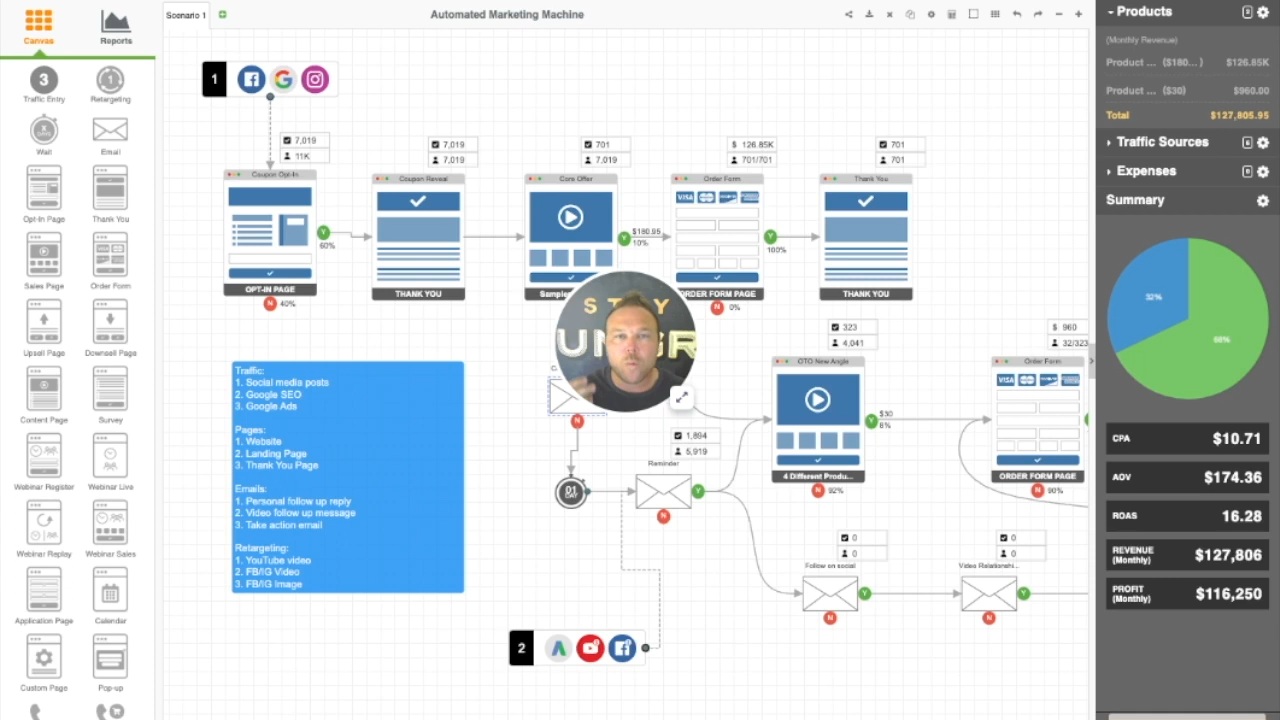 Scenario 1
Automated Marketing Machine
Canvas
Reports
3
Traffic Entry
1
Retargeting
Wait
Email
Opt-In Page
Thank You
Sales Page
Order Form
Upsell Page
Downsell Page
Content Page
Survey
Webinar Register
Webinar Live
Webinar Replay
Webinar Sales
Application Page
Calendar
Custom Page
Pop-up
1
7,019
11K
Coupon Opt-In
OPT-IN PAGE
Y
60%
N
40%
7,019
7,019
Coupon Reveal
THANK YOU
701
7,019
Core Offer
Y
$180.95
10%
$ 126.85K
701/701
Order Form
VISA
ORDER FORM PAGE
Y
100%
N
0%
701
701
Thank You
THANK YOU
STAY
Traffic:
1. Social media posts
2. Google SEO
3. Google Ads
Pages:
1. Website
2. Landing Page
3. Thank You Page
Emails:
1. Personal follow up reply
2. Video follow up message
3. Take action email
Retargeting:
1. YouTube video
2. FB/IG Video
3. FB/IG Image
N
01
DAY
1,894
5,919
Reminder
Y
N
323
4,041
OTO New Angle
4 Different Produ...
Y
$30
8%
N
92%
$ 960
32/323
Order Form
VISA
ORDER FORM PAGE
N
90%
0
0
Follow on social
Y
N
0
0
Video Relationshi...
Y
N
2
Products
(Monthly Revenue)
Product ... ($180... ) $126.85K
Product ... ($30) $960.00
Total $127,805.95
Traffic Sources
Expenses
Summary
32%
68%
CPA $10.71
AOV $174.36
ROAS 16.28
REVENUE (Monthly) $127,806
PROFIT (Monthly) $116,250